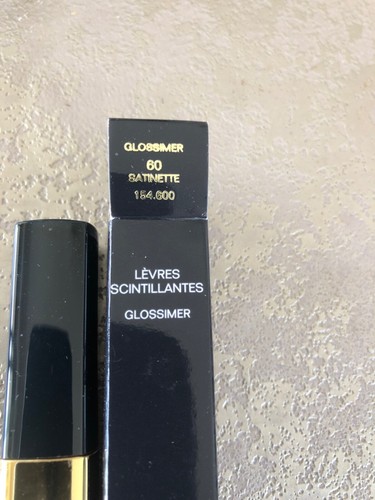 GLOSSIMER
60
SATINETTE
154.600
LÈVRES
SCINTILLANTES
GLOSSIMER